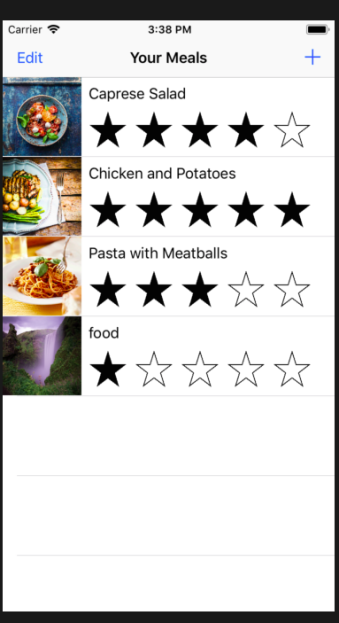 Carrier 3:38 PM
Edit Your Meals +
Caprese Salad
Chicken and Potatoes
Pasta with Meatballs
food